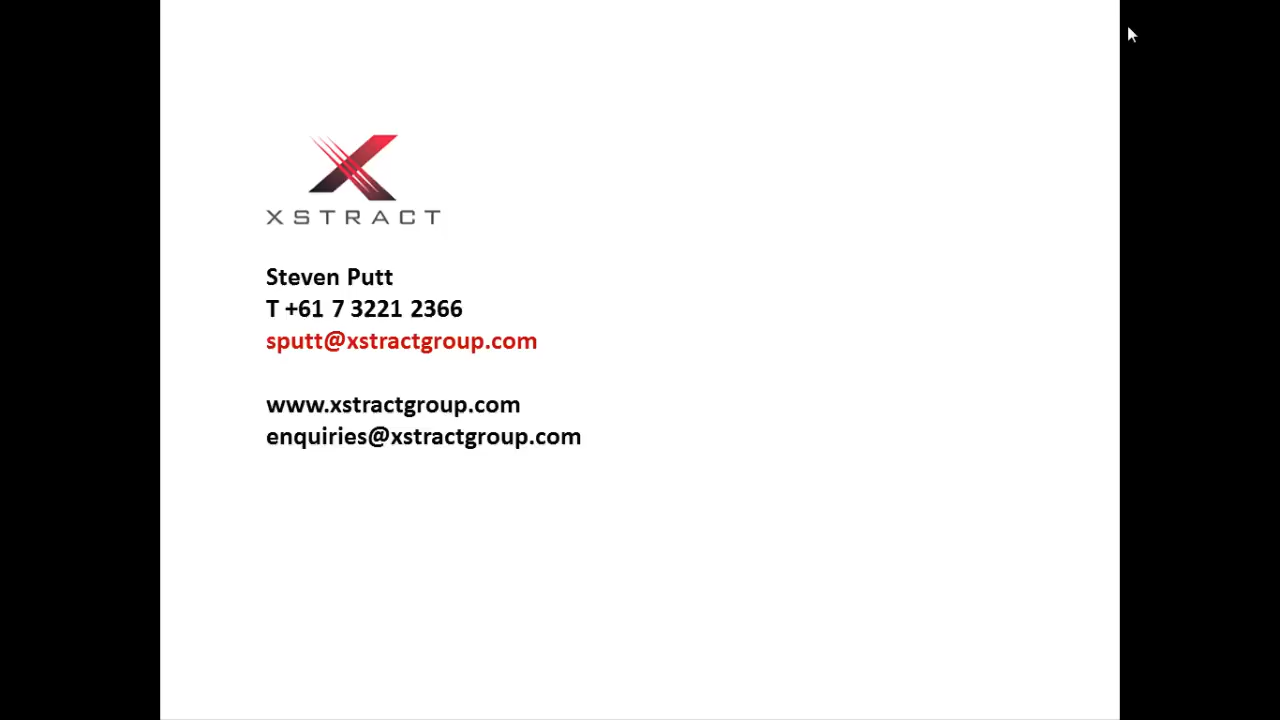 XSTRACT
Steven Putt
T +61 7 3221 2366
sputt@xstractgroup.com
www.xstractgroup.com
enquiries@xstractgroup.com